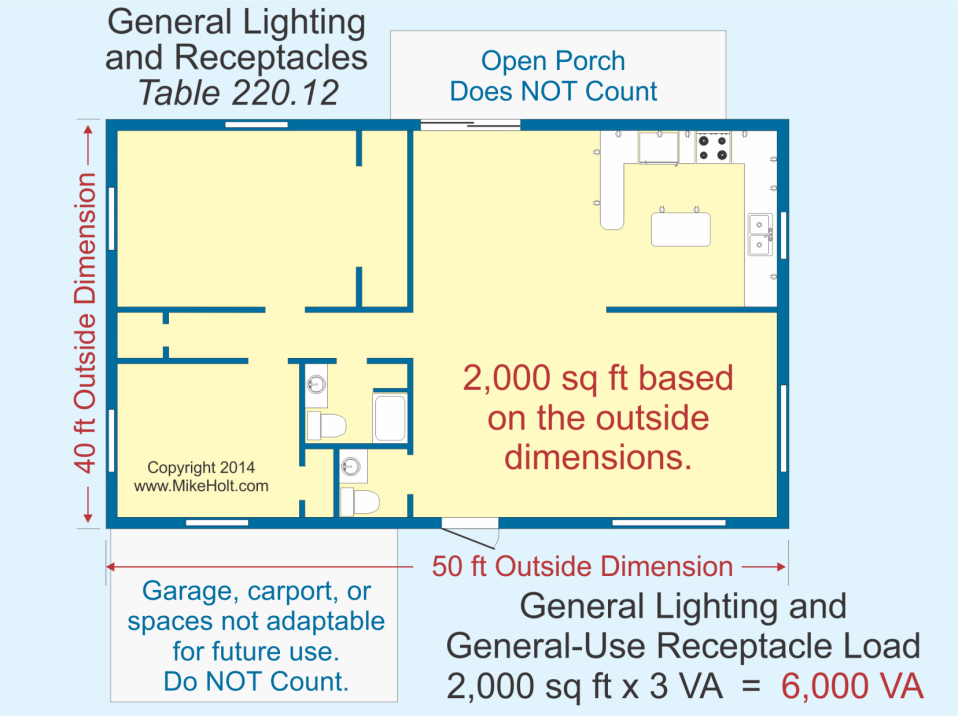 General Lighting
and Receptacles
Table 220.12
Open Porch
Does NOT Count
40 ft Outside Dimension
2,000 sq ft based
on the outside
dimensions.
Copyright 2014
www.MikeHolt.com
50 ft Outside Dimension
Garage, carport, or
spaces not adaptable
for future use.
Do NOT Count.
General Lighting and
General-Use Receptacle Load
2,000 sq ft x 3 VA = 6,000 VA